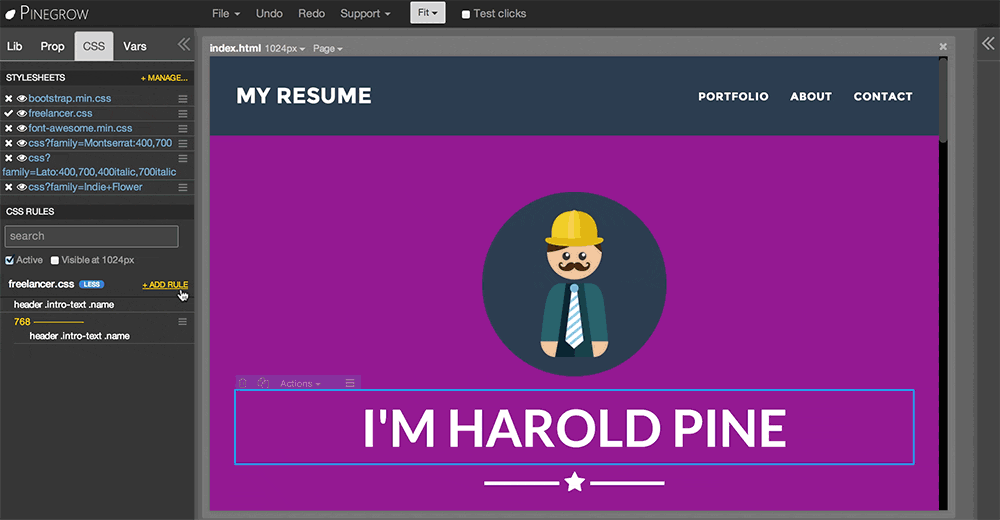 PINEGROW File Undo Redo Support Fit Test clicks
Lib Prop CSS Vars
STYLESHEETS + MANAGE...
bootstrap.min.css
freelancer.css
font-awesome.min.css
css?family=Montserrat:400,700
css?
family=Lato:400,700,400italic,700italic
css?family=Indie+Flower
CSS RULES
search
Active Visible at 1024px
freelancer.css LESS + ADD RULE
header .intro-text .name
768
header .intro-text .name
index.html 1024px Page
MY RESUME PORTFOLIO ABOUT CONTACT
Actions
I'M HAROLD PINE